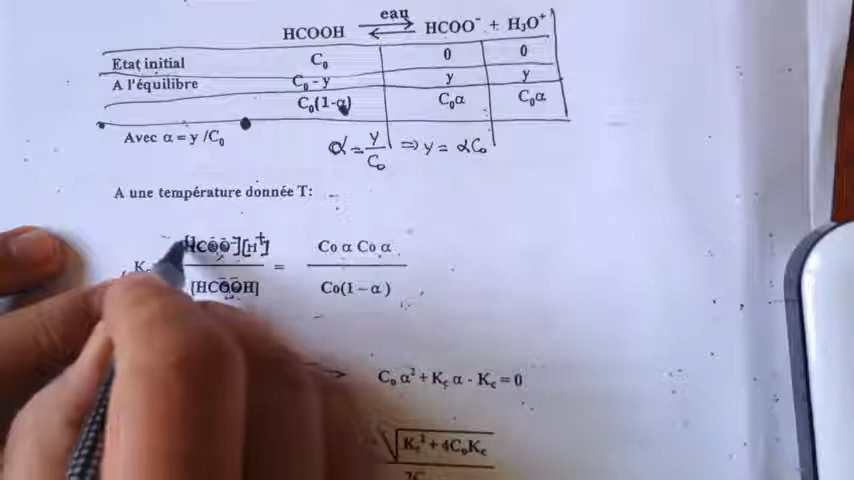 eau
HCOOH ⇌ HCOO⁻ + H₃O⁺
Etat initial C₀ 0 0
A l'équilibre C₀ - y y y
C₀(1-α) C₀α C₀α
Avec α = y /C₀
α = y/C₀ ⇒ y = αC₀
A une température donnée T:
[HCOO⁻][H⁺] Co α Co α
K =
[HCOOH] Co(1 - α)
C₀ α² + K꜀ α - K꜀ = 0
√K꜀² + 4C₀K꜀